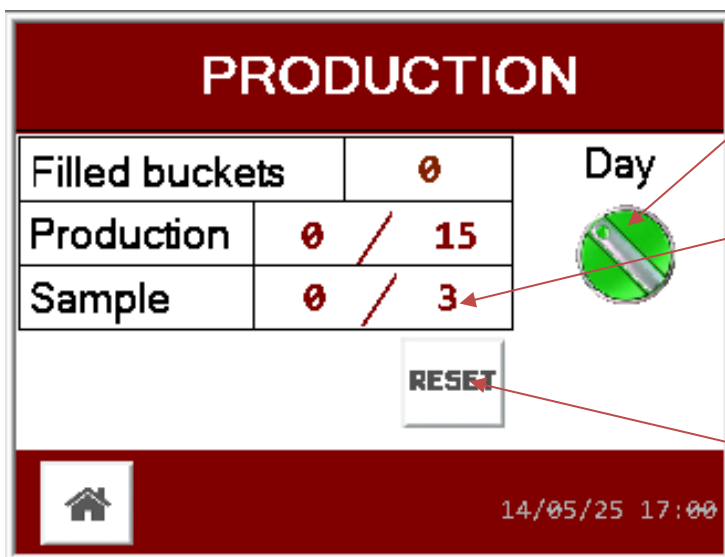 PRODUCTION
Filled buckets 0 Day
Production 0 / 15
Sample 0 / 3
RESET
14/05/25 17:00